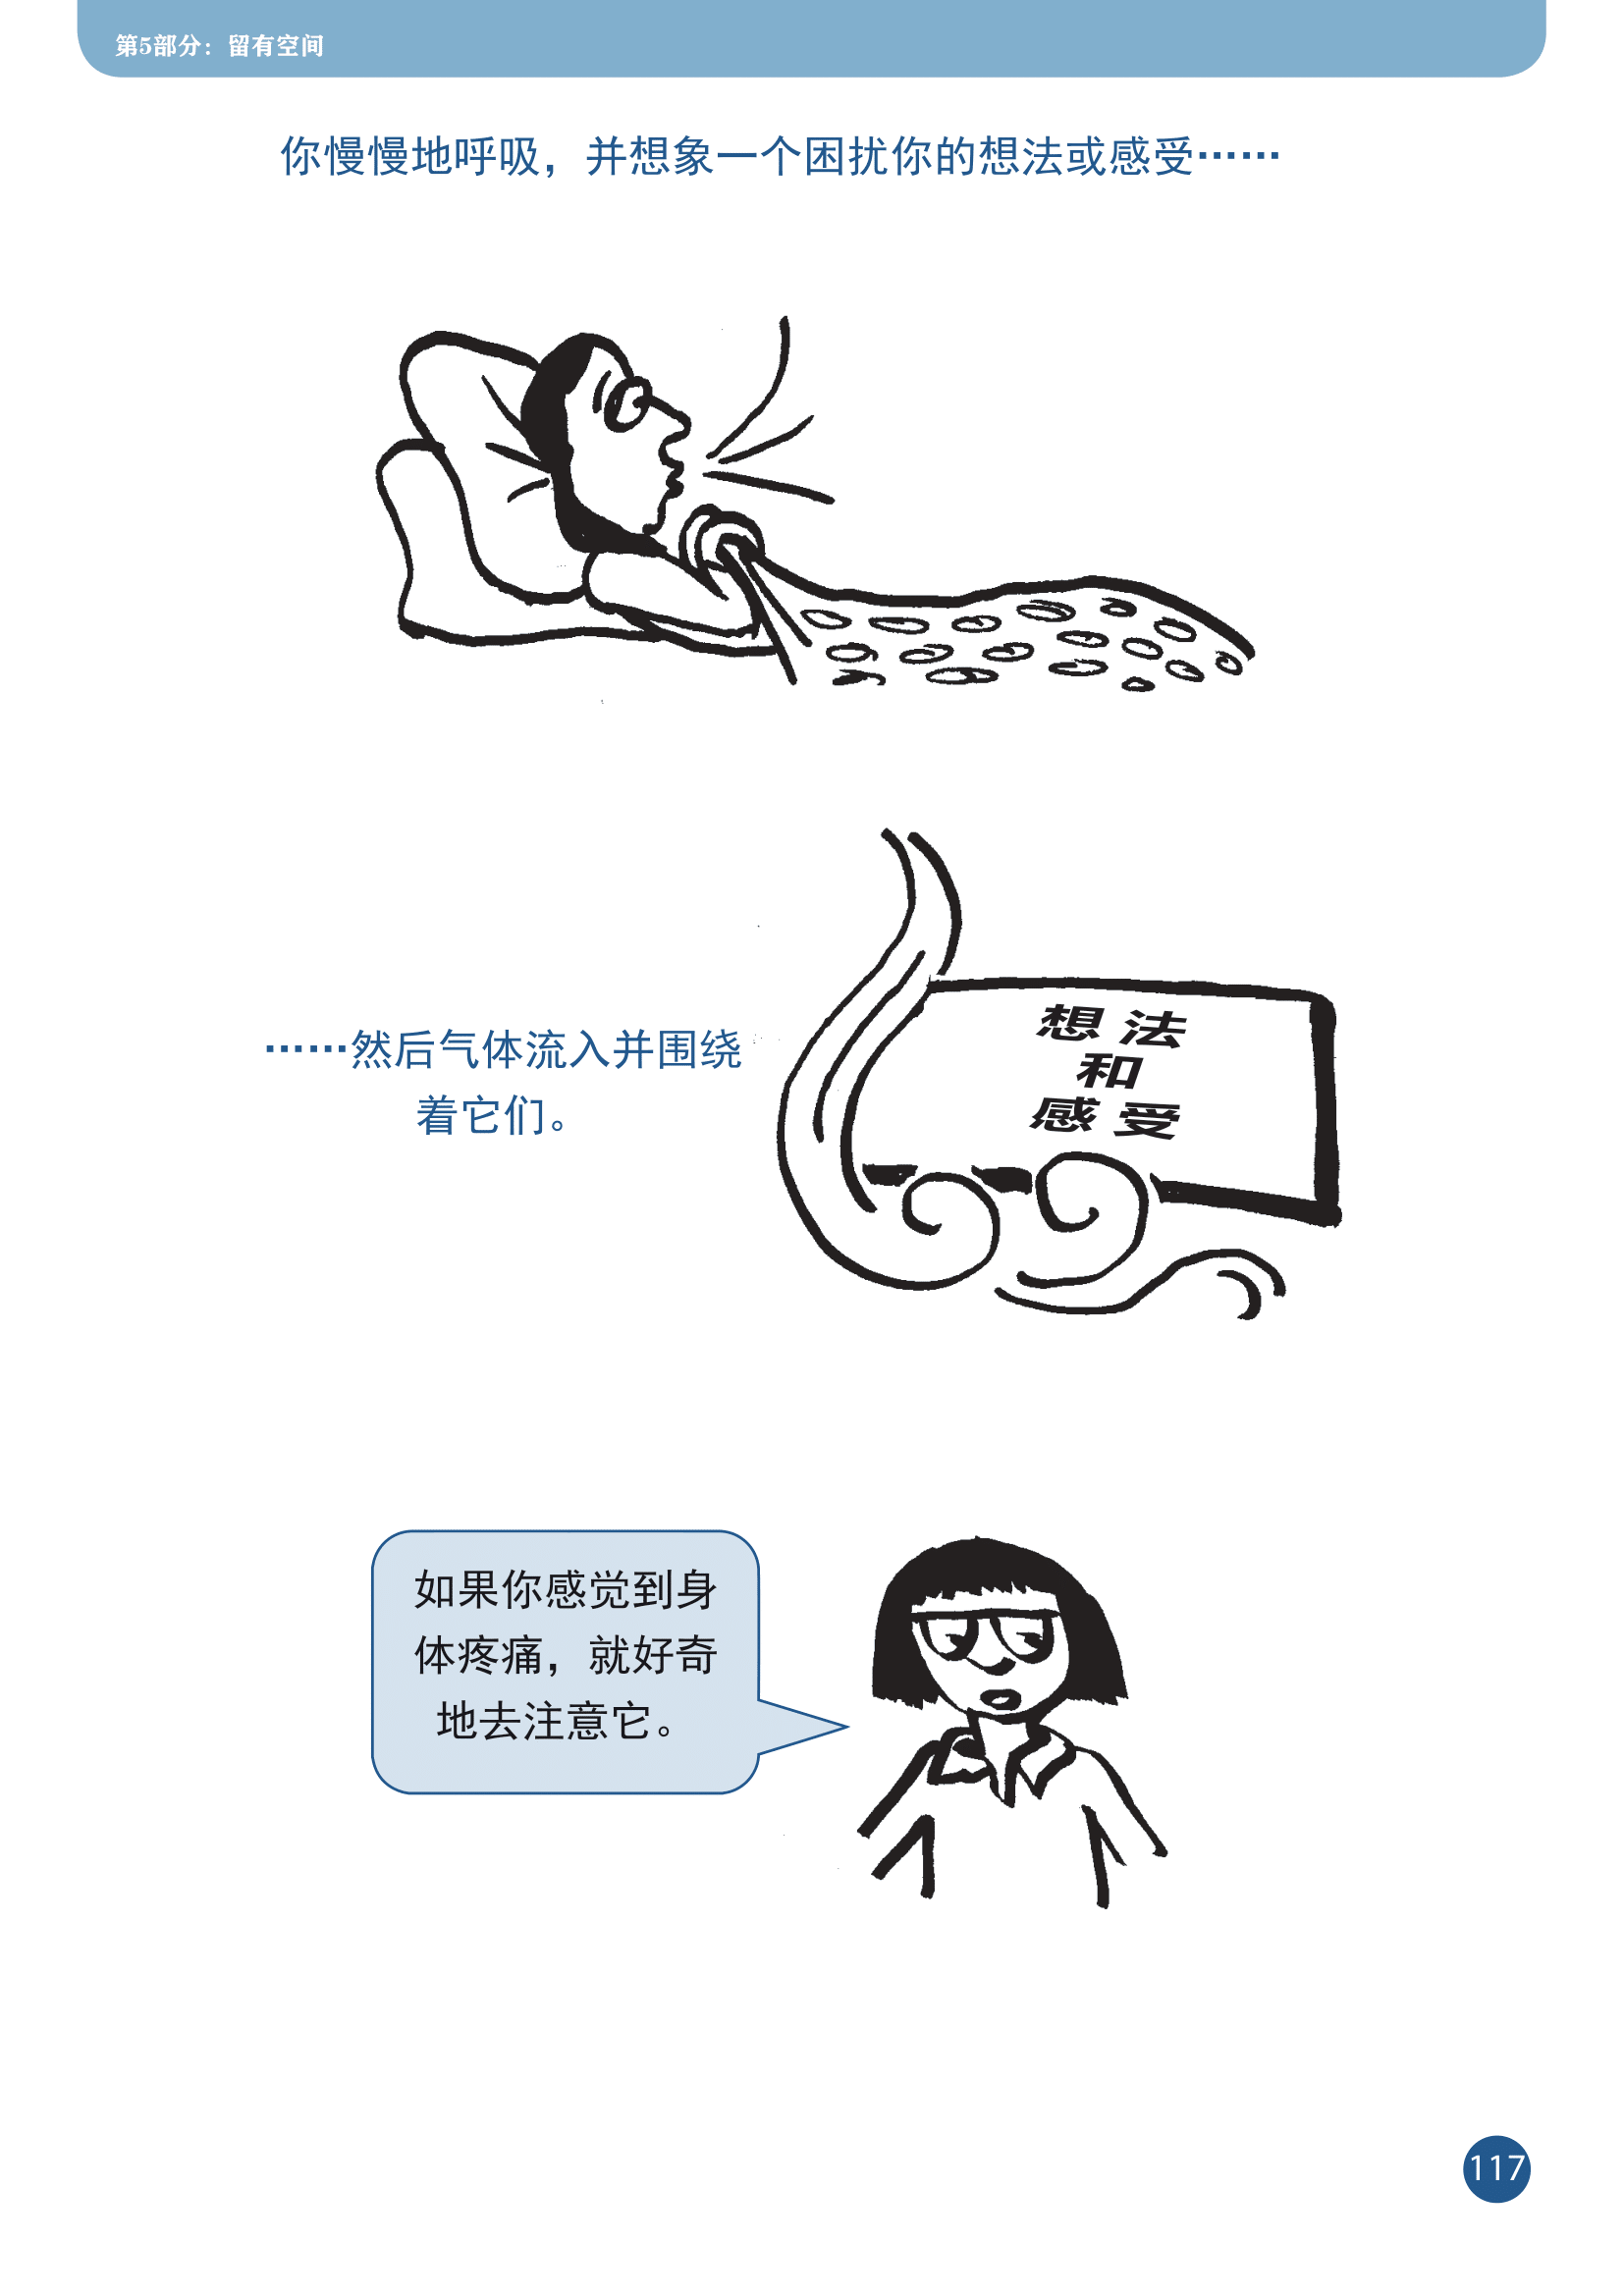 第5部分：留有空间
你慢慢地呼吸，并想象一个困扰你的想法或感受……
想法
和
感受
……然后气体流入并围绕
着它们。
如果你感觉到身
体疼痛，就好奇
地去注意它。
117